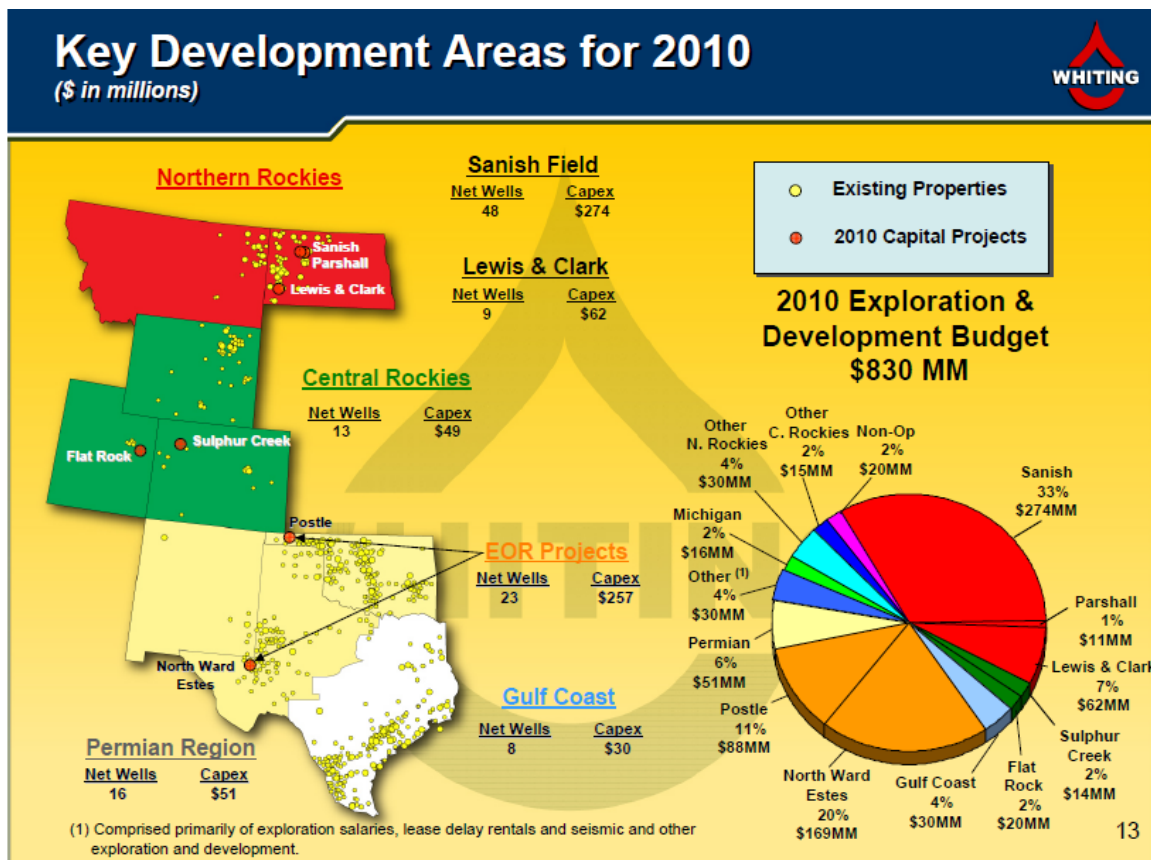 Key Development Areas for 2010
($ in millions)
WHITING
Northern Rockies
Sanish
Parshall
Lewis & Clark
Sanish Field
Net Wells Capex
48 $274
Lewis & Clark
Net Wells Capex
9 $62
Existing Properties
2010 Capital Projects
Central Rockies
Net Wells Capex
13 $49
Flat Rock
Sulphur Creek
Postle
EOR Projects
Net Wells Capex
23 $257
North Ward
Estes
Gulf Coast
Net Wells Capex
8 $30
Permian Region
Net Wells Capex
16 $51
2010 Exploration &
Development Budget
$830 MM
Other
N. Rockies
4%
$30MM
Other
C. Rockies
2%
$15MM
Non-Op
2%
$20MM
Sanish
33%
$274MM
Parshall
1%
$11MM
Lewis & Clark
7%
$62MM
Sulphur
Creek
2%
$14MM
Flat
Rock
2%
$20MM
Gulf Coast
4%
$30MM
North Ward
Estes
20%
$169MM
Postle
11%
$88MM
Permian
6%
$51MM
Other (1)
4%
$30MM
Michigan
2%
$16MM
WHITING
(1) Comprised primarily of exploration salaries, lease delay rentals and seismic and other
exploration and development.
13